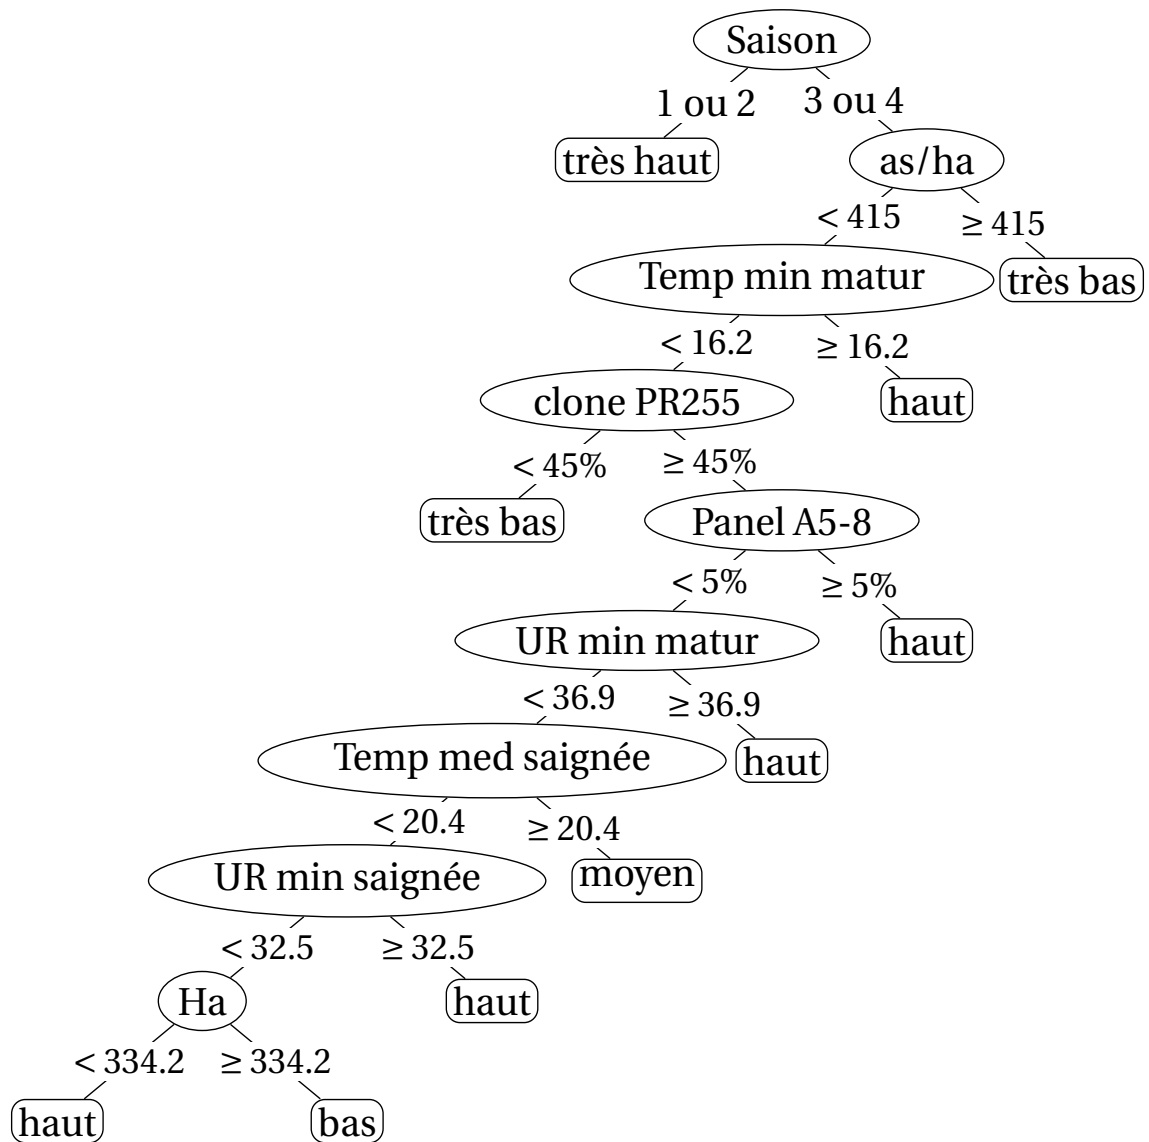 Saison
1 ou 2 3 ou 4
très haut as/ha
< 415 ≥ 415
Temp min matur très bas
< 16.2 ≥ 16.2
clone PR255 haut
< 45% ≥ 45%
très bas Panel A5-8
< 5% ≥ 5%
UR min matur haut
< 36.9 ≥ 36.9
Temp med saignée haut
< 20.4 ≥ 20.4
UR min saignée moyen
< 32.5 ≥ 32.5
Ha haut
< 334.2 ≥ 334.2
haut bas